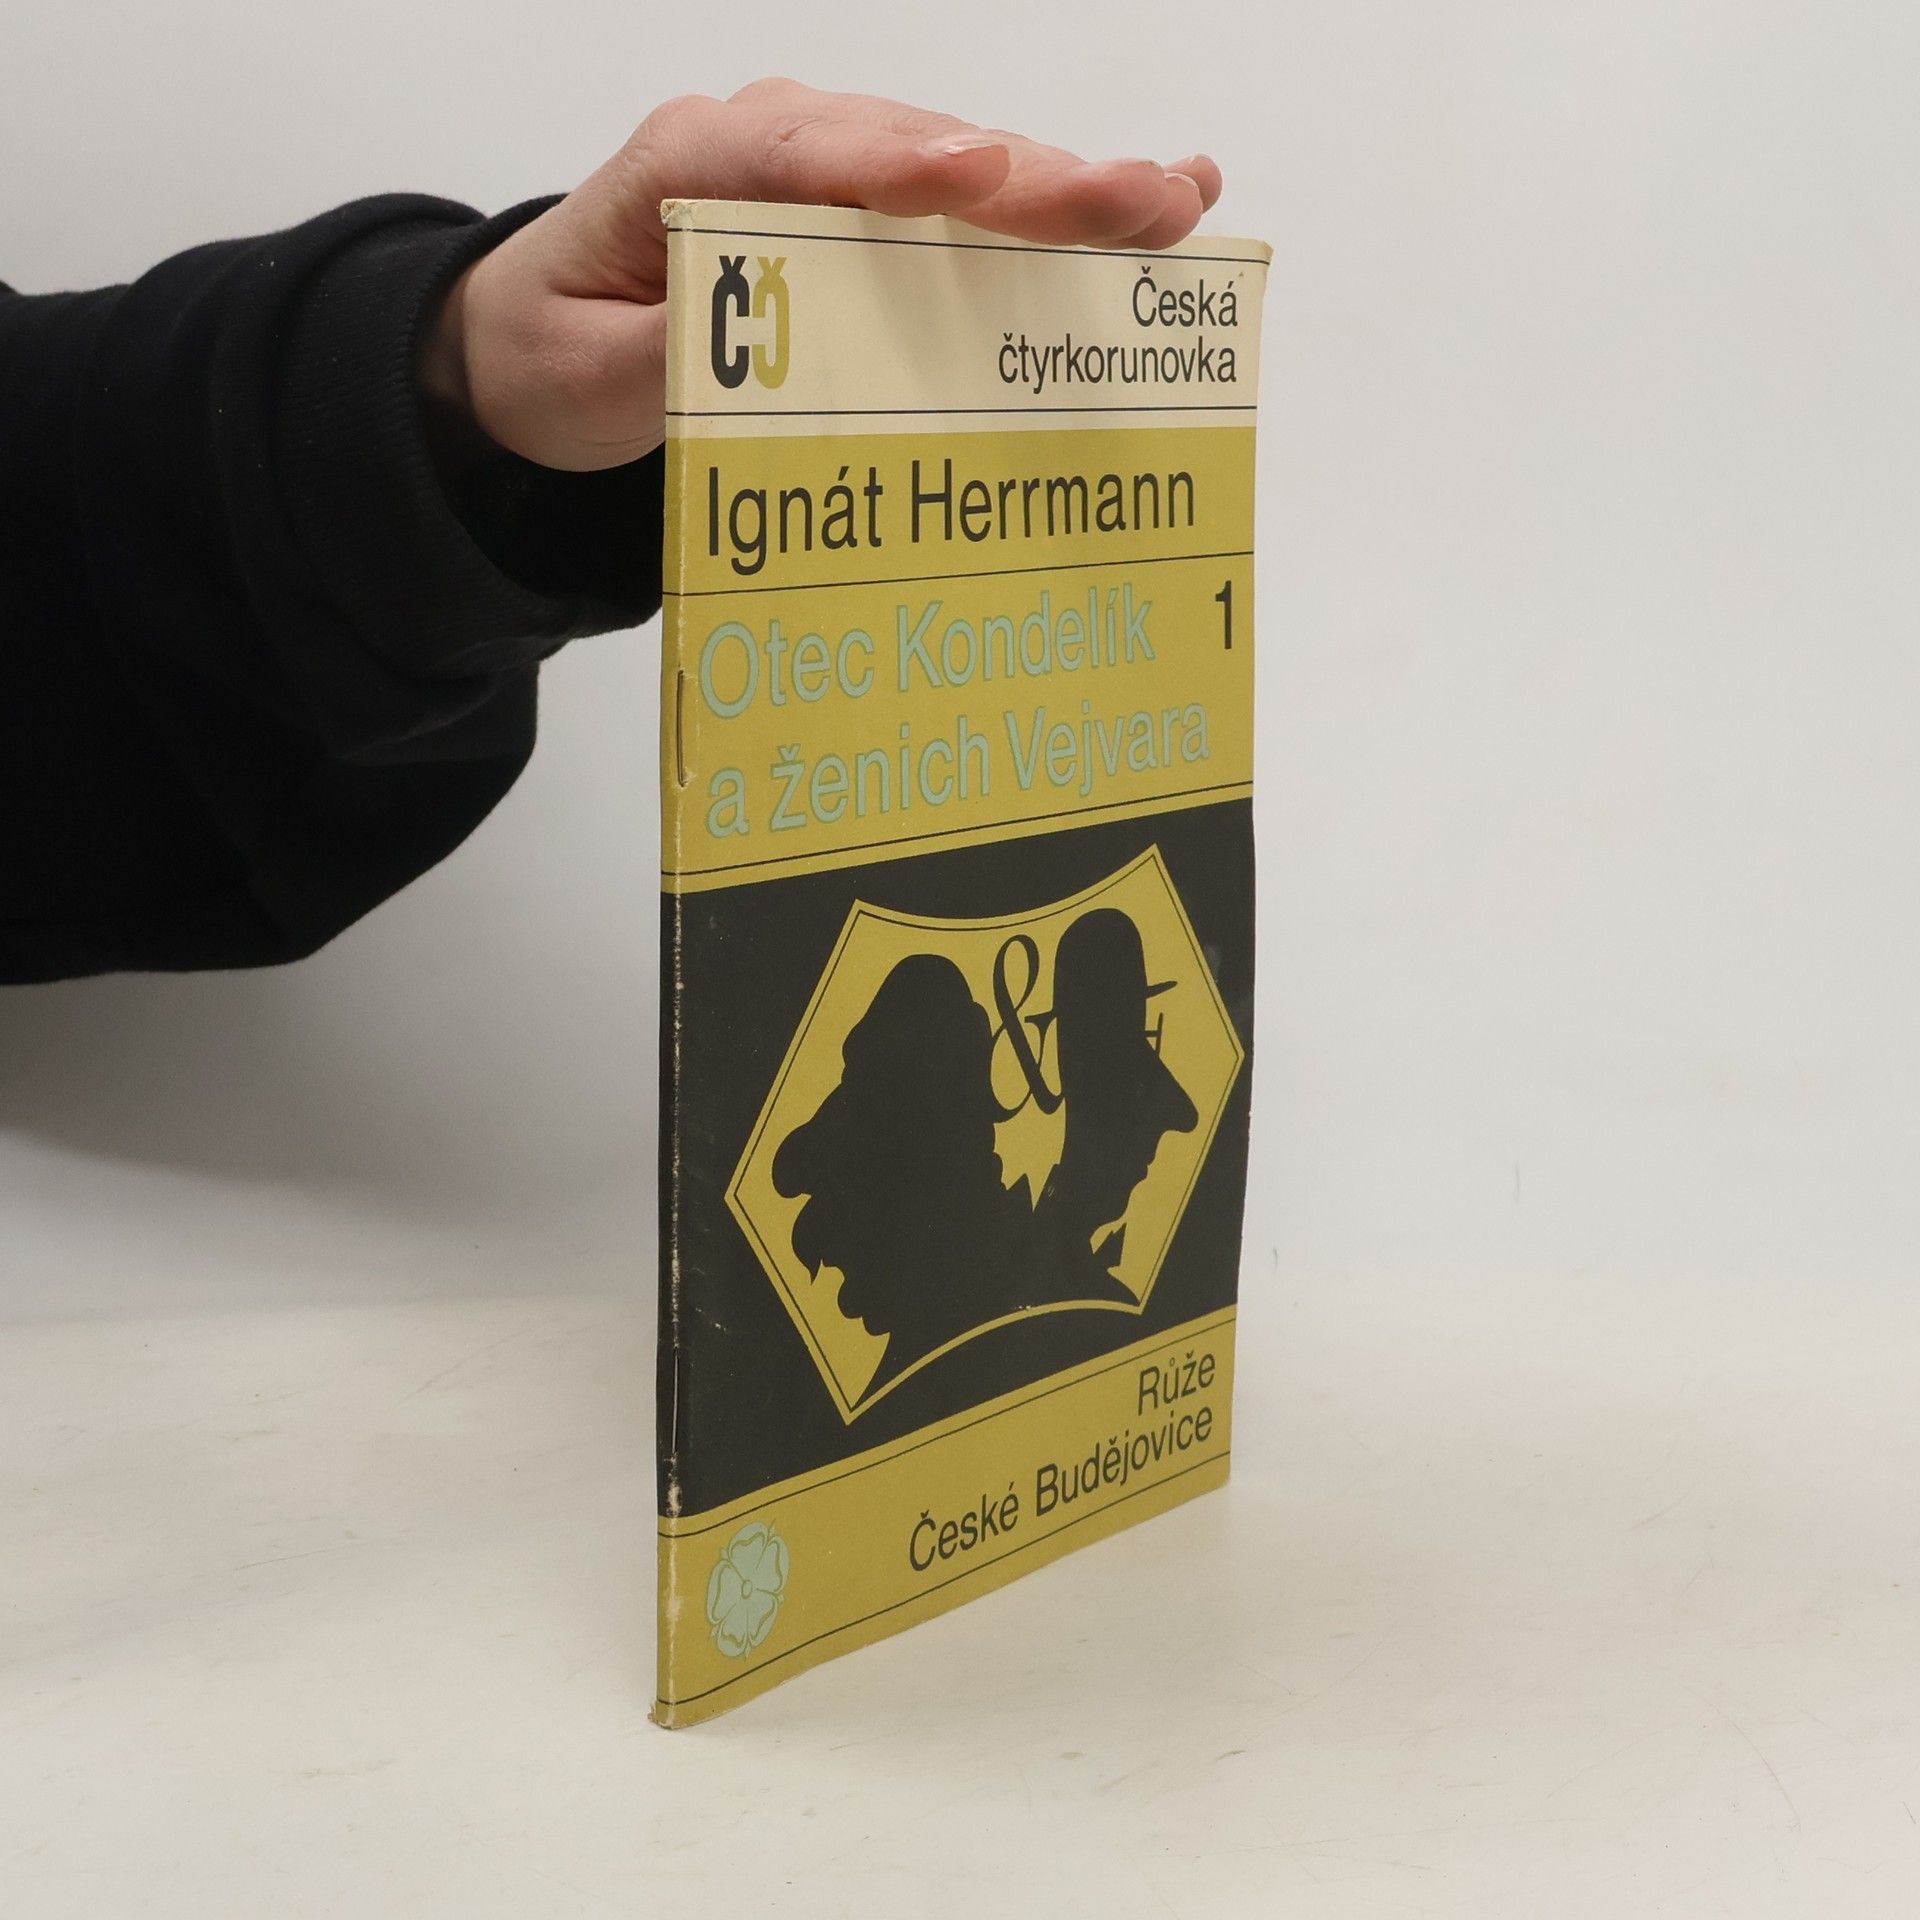 ČČ
Česká
čtyrkorunovka
Ignát Herrmann
Otec Kondelík 1
a ženich Vejvara
&
Růže
České Budějovice